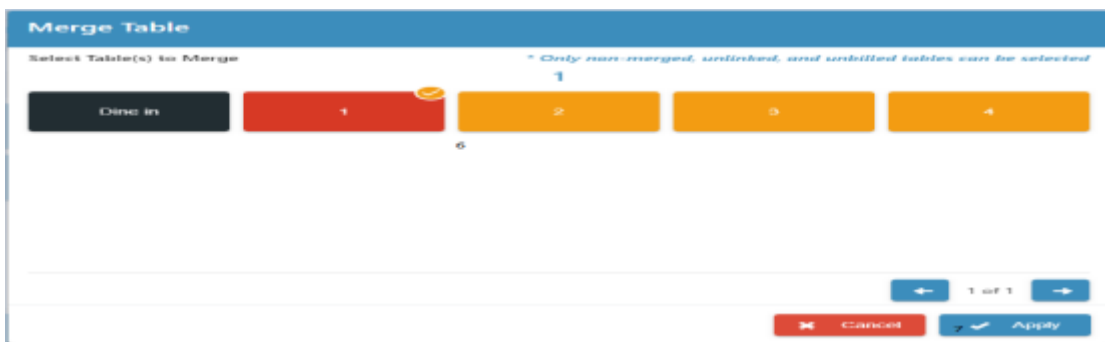 Merge Table
Select Table(s) to Merge * Only non-merged, unlinked, and unbilled tables can be selected
1
Dine in 1 2 3 4
6
1 of 1
Cancel 7 Apply